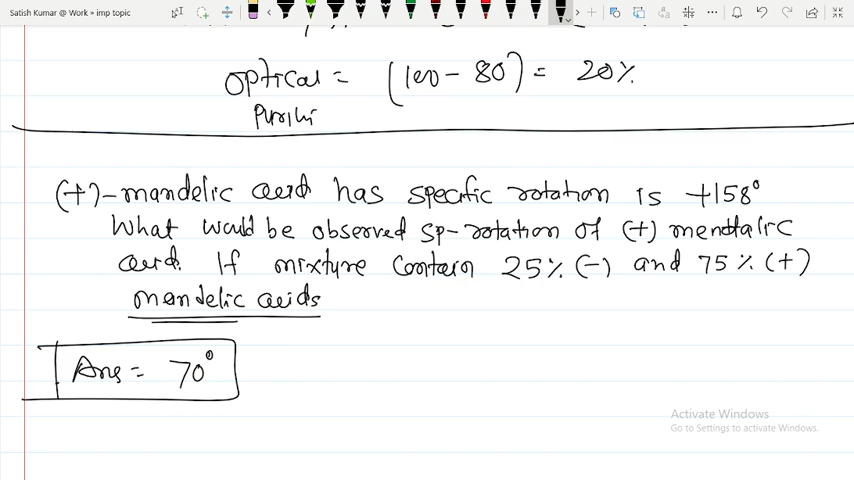 Satish Kumar @ Work » imp topic
optical = (100 - 80) = 20%
Purity
(+)-mandelic acid has specific rotation is +158°
What would be observed sp-rotation of (+) mendtalic
acid. If mixture contain 25% (-) and 75% (+)
mandelic acids
Ans = 70°
Activate Windows
Go to Settings to activate Windows.